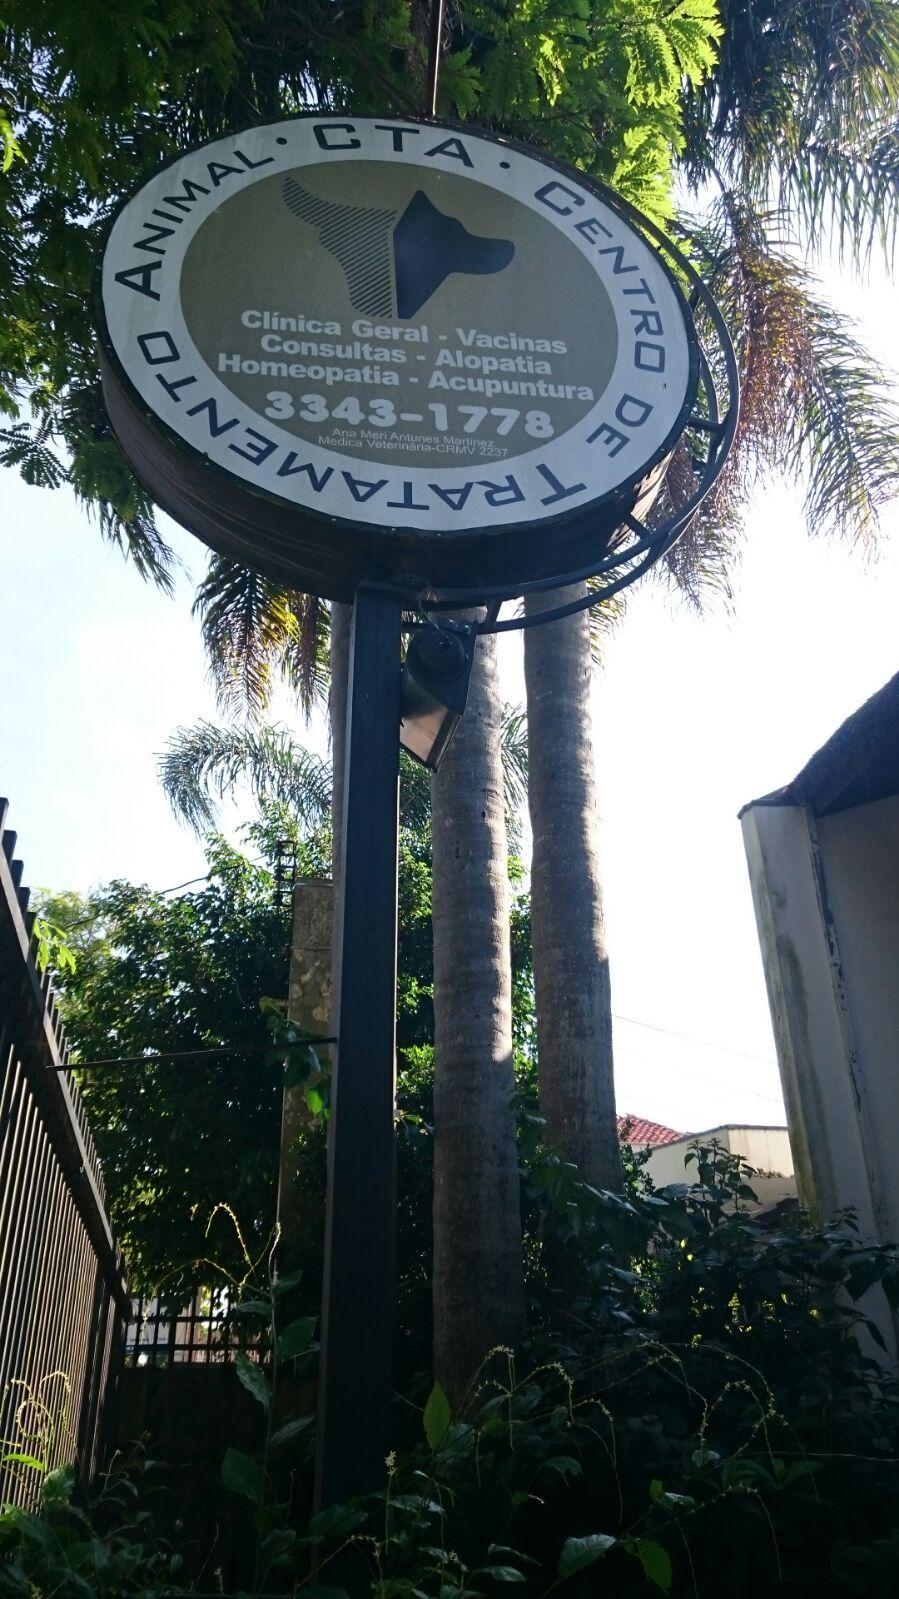 CTA · CENTRO DE TRATAMENTO ANIMAL ·
Clínica Geral - Vacinas
Consultas - Alopatia
Homeopatia - Acupuntura
3343-1778
Ana Meri Antunes Martinez
Medica Veterinária-CRMV 2237